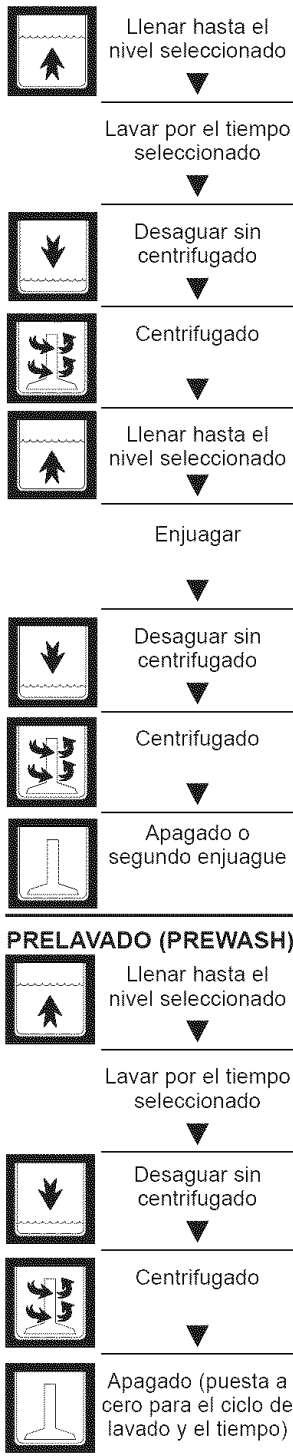 Llenar hasta el
nivel seleccionado
Lavar por el tiempo
seleccionado
Desaguar sin
centrifugado
Centrifugado
Llenar hasta el
nivel seleccionado
Enjuagar
Desaguar sin
centrifugado
Centrifugado
Apagado o
segundo enjuague
PRELAVADO (PREWASH)
Llenar hasta el
nivel seleccionado
Lavar por el tiempo
seleccionado
Desaguar sin
centrifugado
Centrifugado
Apagado (puesta a
cero para el ciclo de
lavado y el tiempo)